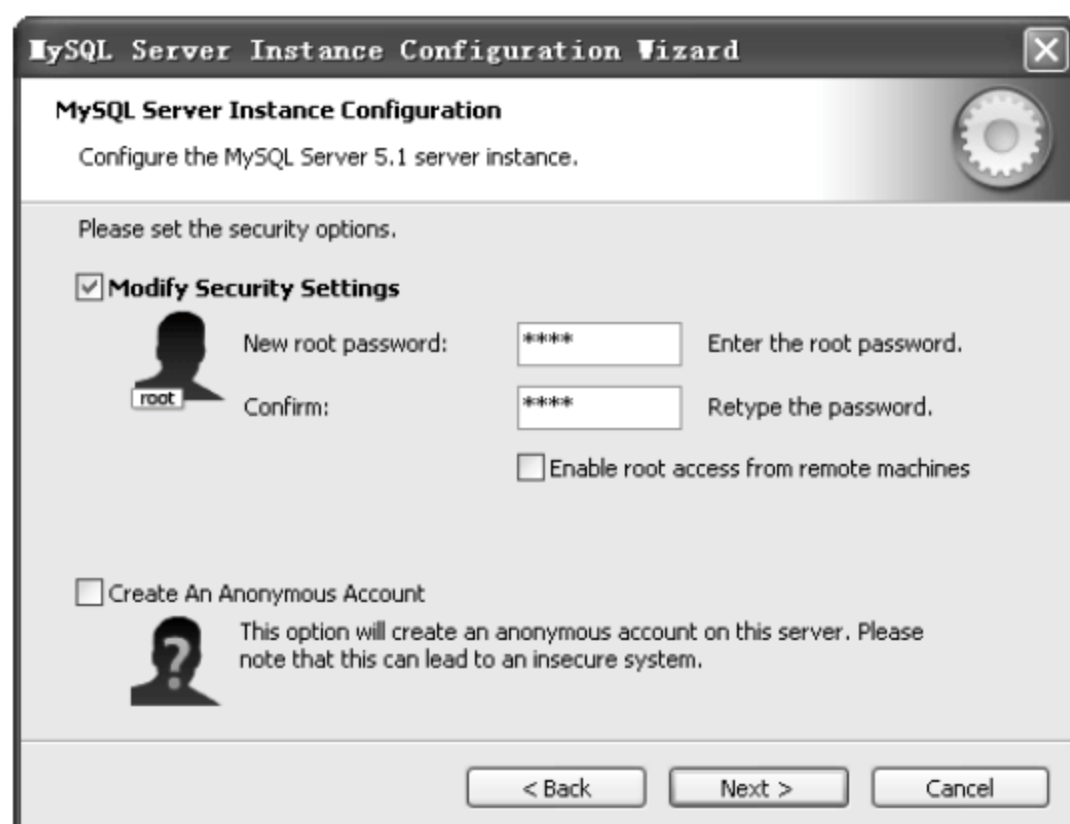 MySQL Server Instance Configuration Wizard
MySQL Server Instance Configuration
Configure the MySQL Server 5.1 server instance.
Please set the security options.
Modify Security Settings
New root password: **** Enter the root password.
root
Confirm: **** Retype the password.
Enable root access from remote machines
Create An Anonymous Account
This option will create an anonymous account on this server. Please
note that this can lead to an insecure system.
?
< Back Next > Cancel